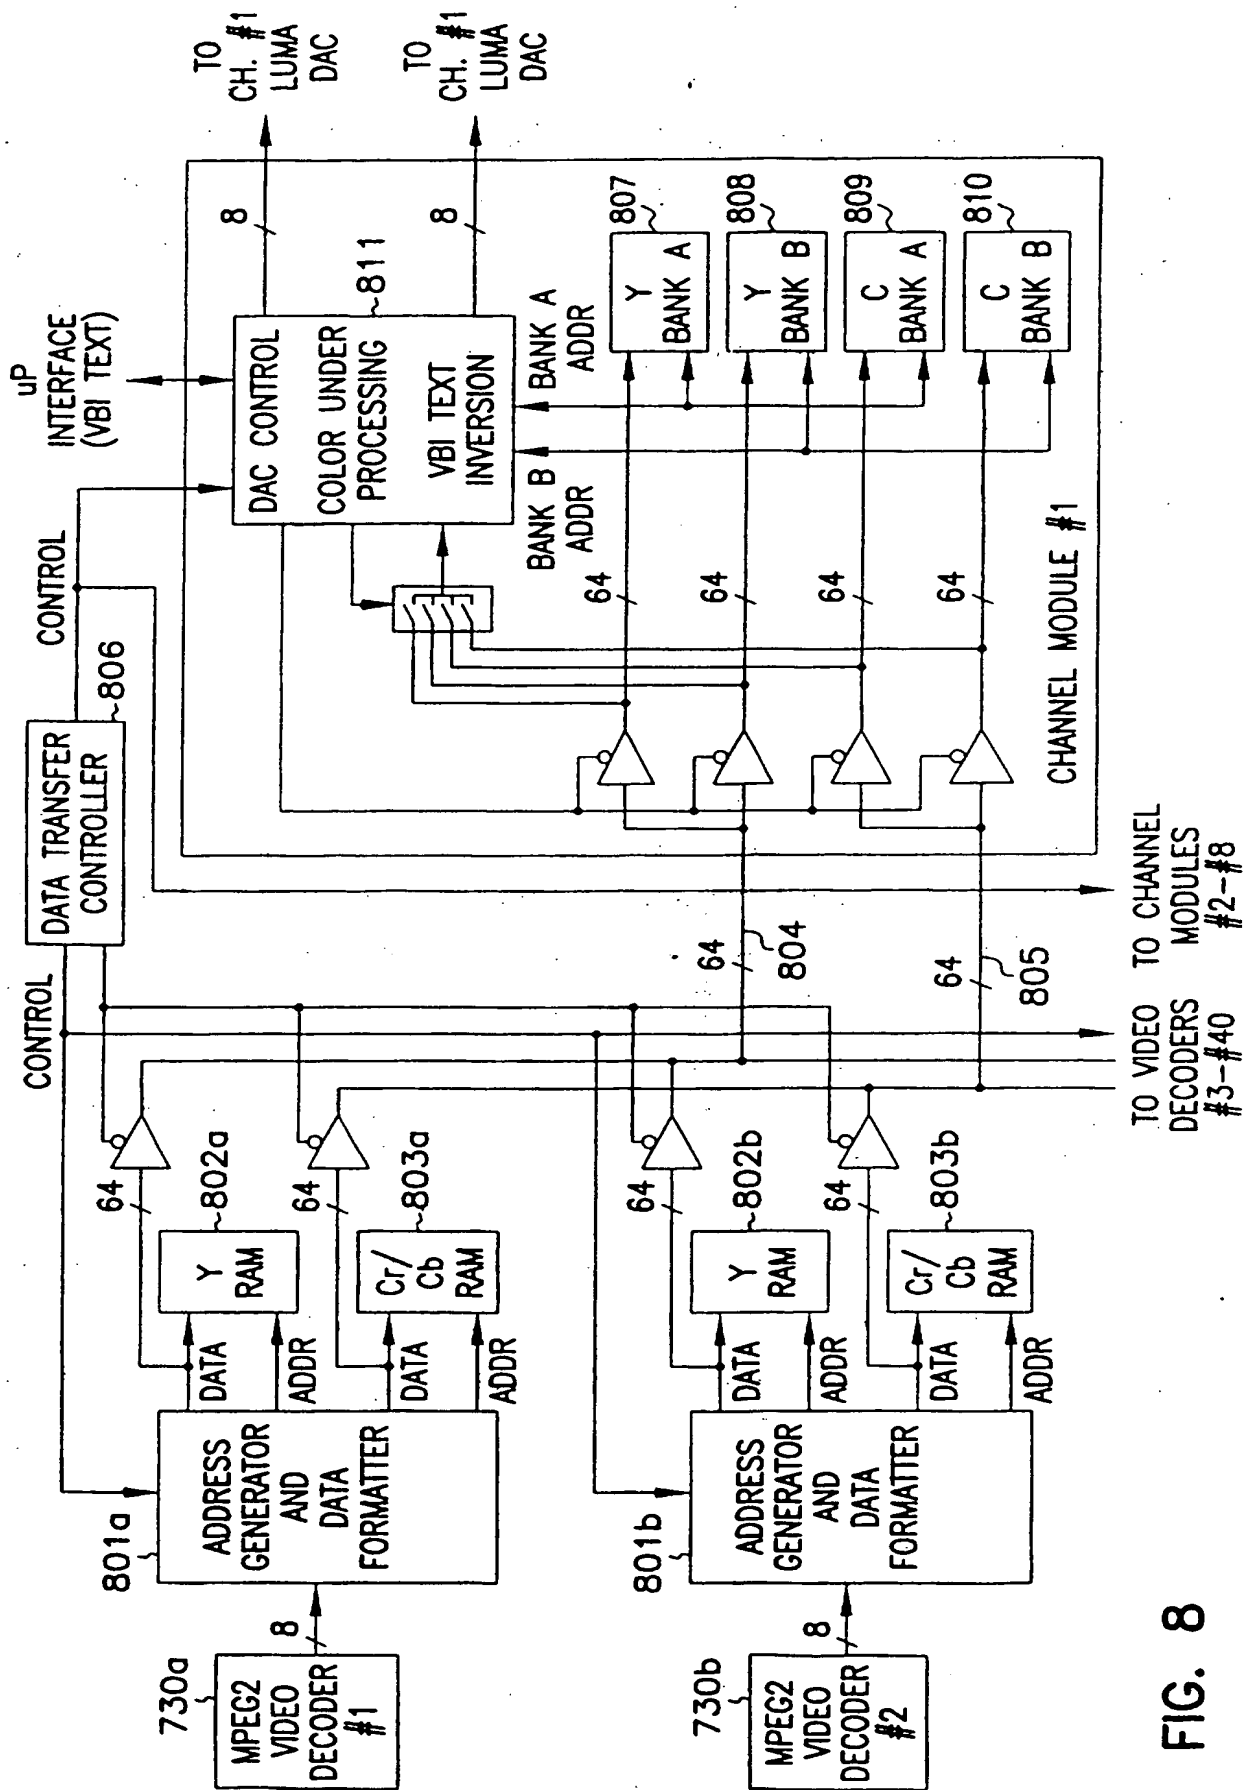 730a
MPEG2
VIDEO
DECODER
#1
8
801a
ADDRESS
GENERATOR
AND
DATA
FORMATTER
DATA
ADDR
DATA
ADDR
Y
RAM
802a
Cr/
Cb
RAM
803a
64
64
CONTROL
DATA TRANSFER
CONTROLLER
806
CONTROL
uP
INTERFACE
(VBI TEXT)
730b
MPEG2
VIDEO
DECODER
#2
8
801b
ADDRESS
GENERATOR
AND
DATA
FORMATTER
DATA
ADDR
DATA
ADDR
Y
RAM
802b
Cr/
Cb
RAM
803b
64
64
64
804
64
805
TO VIDEO
DECODERS
#3-#40
TO CHANNEL
MODULES
#2-#8
DAC CONTROL
COLOR UNDER
PROCESSING
VBI TEXT
INVERSION
811
8
TO
CH. #1
LUMA
DAC
8
TO
CH. #1
LUMA
DAC
BANK B
ADDR
BANK A
ADDR
64
64
64
64
Y
BANK A
807
Y
BANK B
808
C
BANK A
809
C
BANK B
810
CHANNEL MODULE #1
FIG. 8